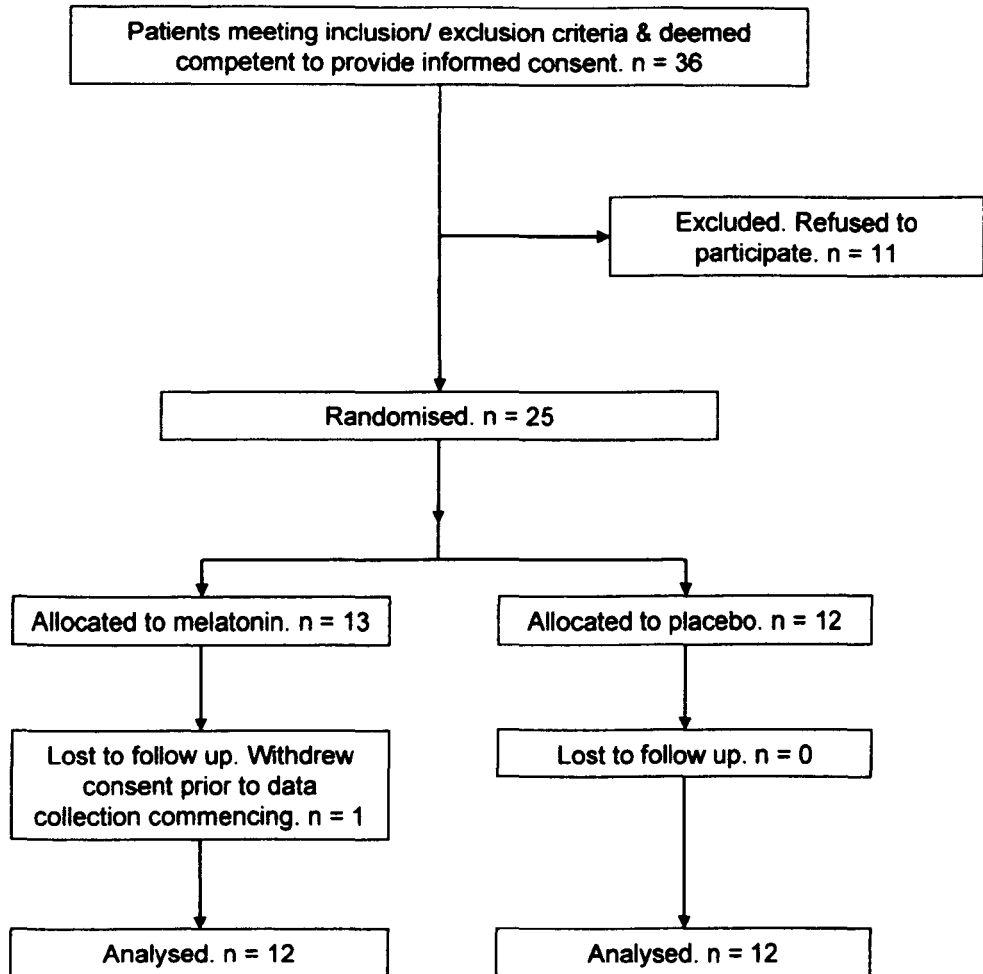 Patients meeting inclusion/ exclusion criteria & deemed
competent to provide informed consent. n = 36
Excluded. Refused to
participate. n = 11
Randomised. n = 25
Allocated to melatonin. n = 13
Allocated to placebo. n = 12
Lost to follow up. Withdrew
consent prior to data
collection commencing. n = 1
Lost to follow up. n = 0
Analysed. n = 12
Analysed. n = 12